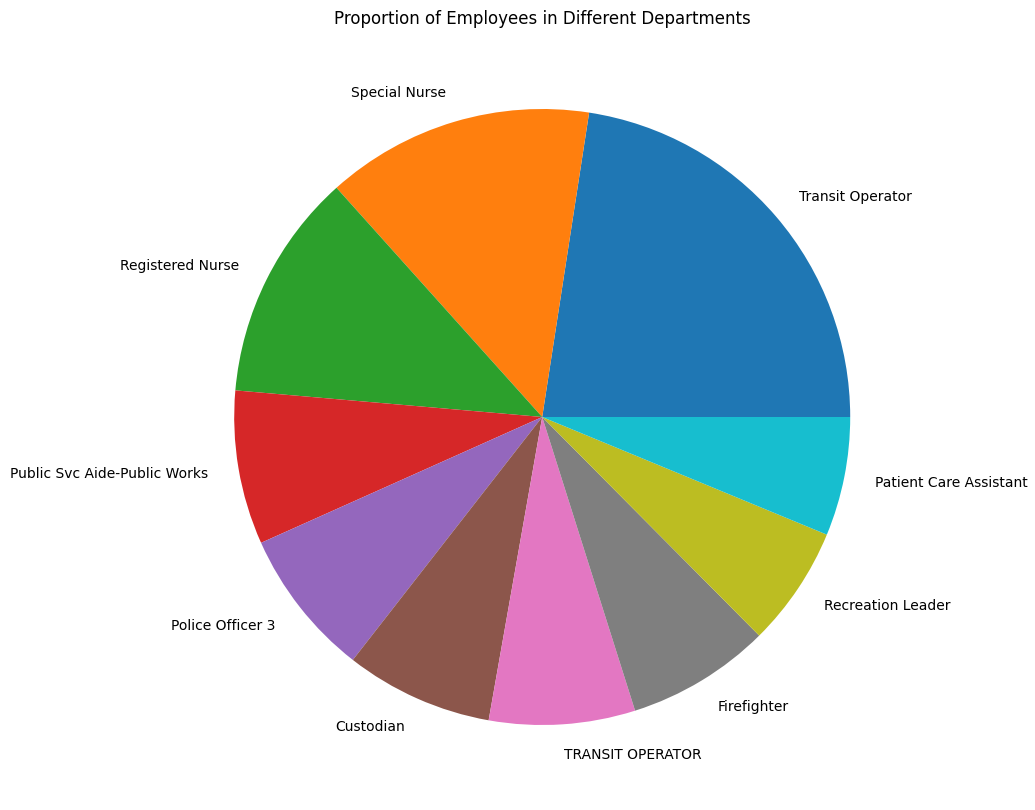 Proportion of Employees in Different Departments
Special Nurse
Transit Operator
Registered Nurse
Public Svc Aide-Public Works
Patient Care Assistant
Recreation Leader
Police Officer 3
Firefighter
Custodian
TRANSIT OPERATOR